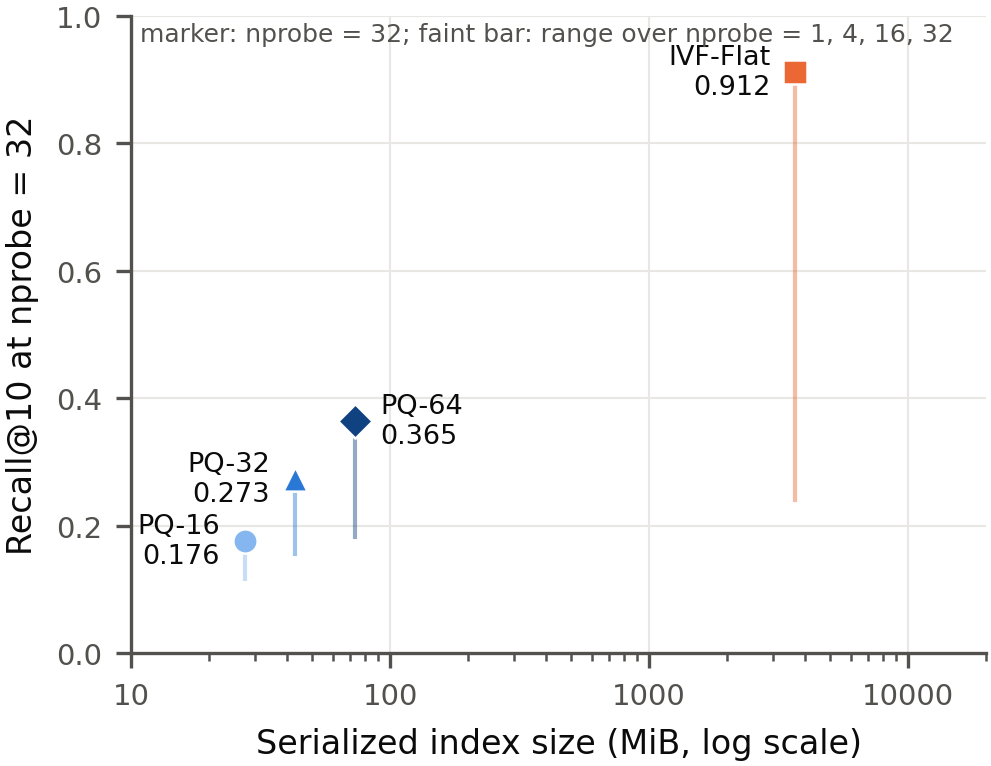 1.0
marker: nprobe = 32; faint bar: range over nprobe = 1, 4, 16, 32
IVF-Flat
0.912
0.8
0.6
Recall@10 at nprobe = 32
0.4
PQ-64
0.365
PQ-32
0.273
0.2
PQ-16
0.176
0.0
10 100 1000 10000
Serialized index size (MiB, log scale)